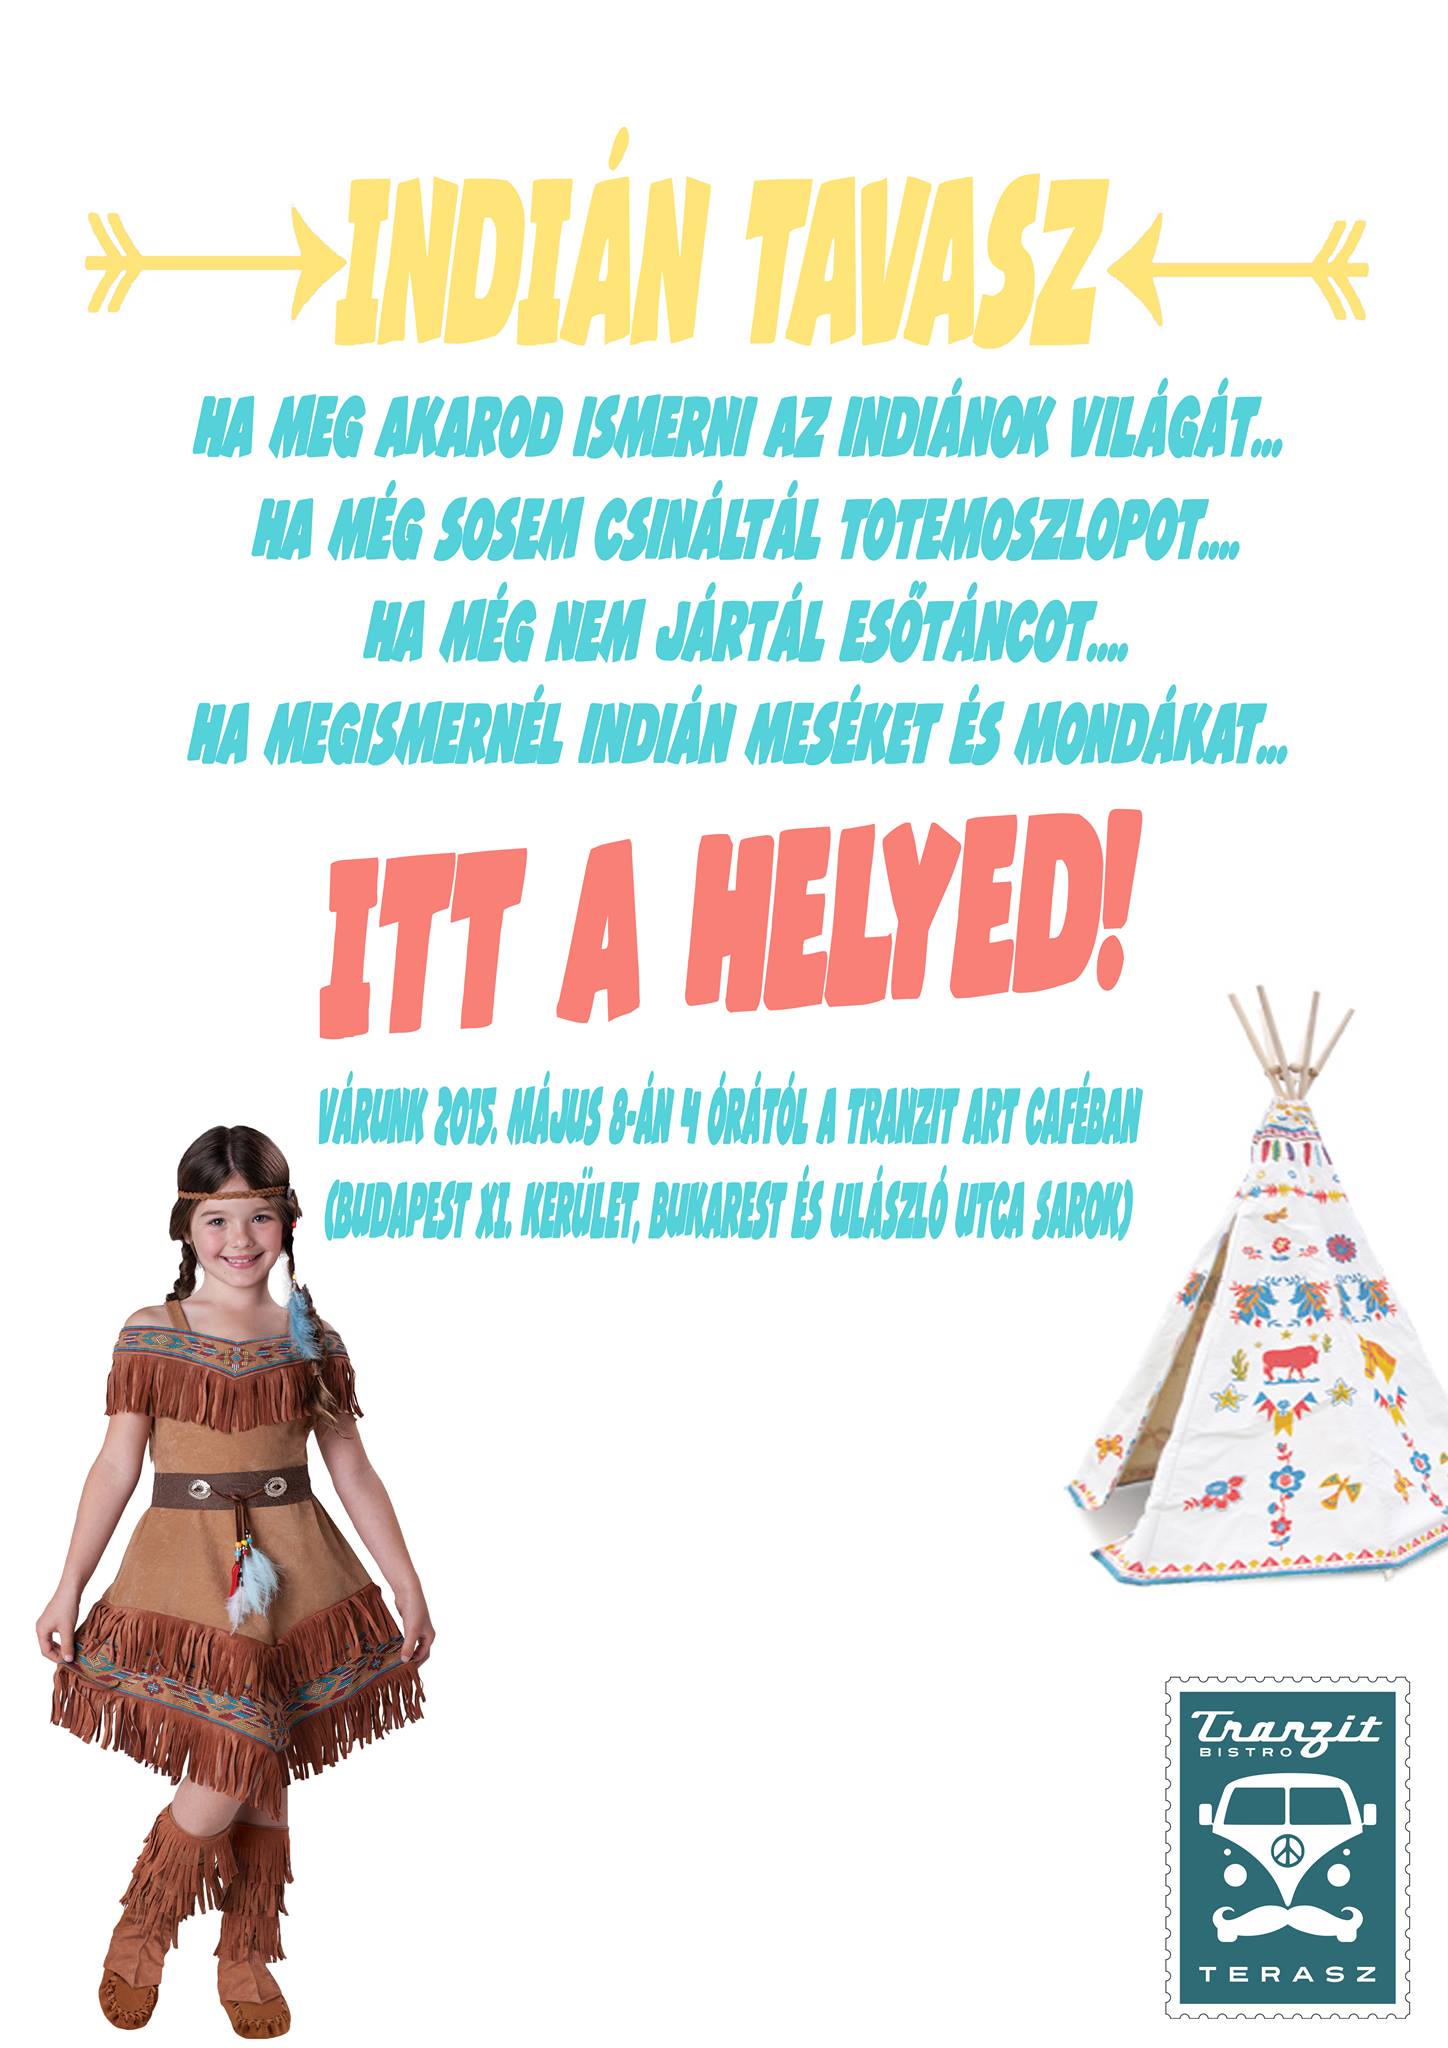 INDIÁN TAVASZ
HA MEG AKAROD ISMERNI AZ INDIÁNOK VILÁGÁT...
HA MÉG SOSEM CSINÁLTÁL TOTEMOSZLOPOT....
HA MÉG NEM JÁRTÁL ESŐTÁNCOT....
HA MEGISMERNÉL INDIÁN MESÉKET ÉS MONDÁKAT...
ITT A HELYED!
VÁRUNK 2015. MÁJUS 8-ÁN 4 ÓRÁTÓL A TRANZIT ART CAFÉBAN
(BUDAPEST XI. KERÜLET, BUKAREST ÉS ULÁSZLÓ UTCA SAROK)
Tranzit
BISTRO
TERASZ